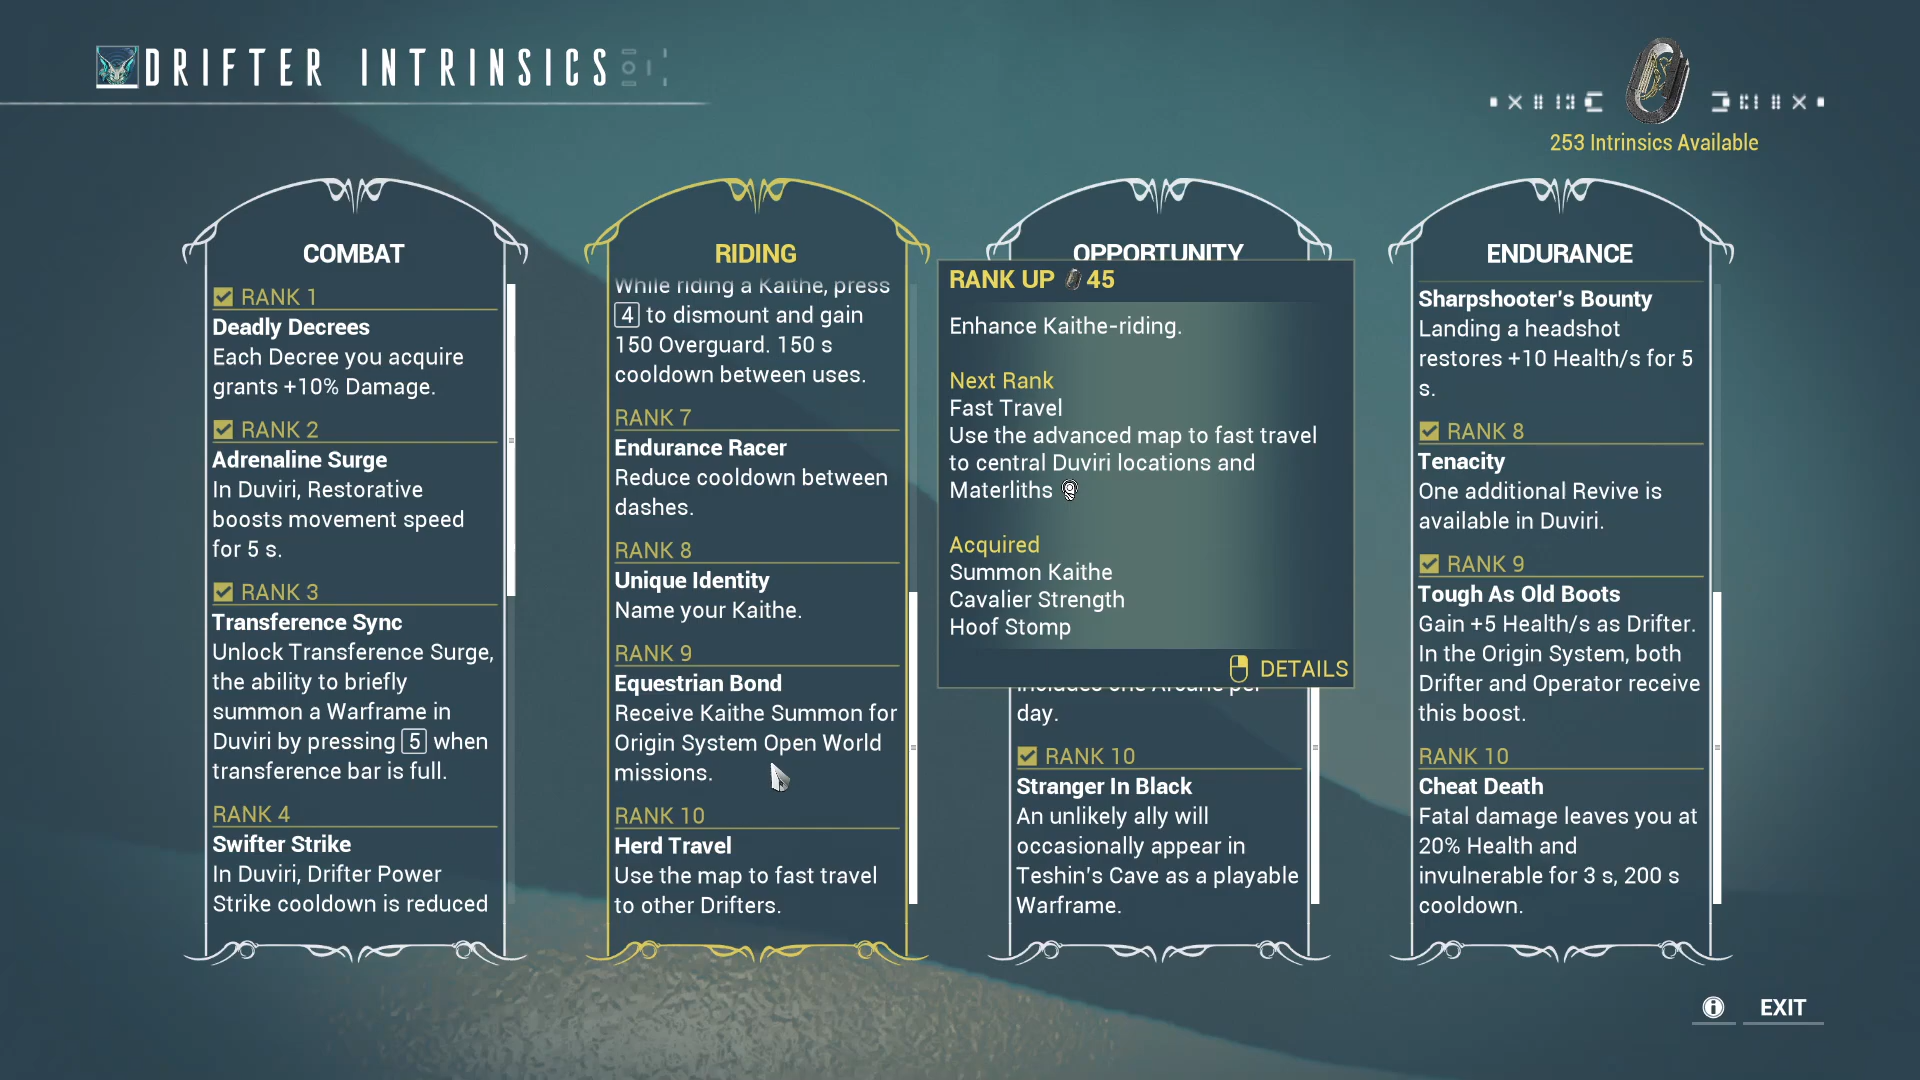 DRIFTER INTRINSICS
253 Intrinsics Available
COMBAT
RANK 1
Deadly Decrees
Each Decree you acquire
grants +10% Damage.
RANK 2
Adrenaline Surge
In Duviri, Restorative
boosts movement speed
for 5 s.
RANK 3
Transference Sync
Unlock Transference Surge,
the ability to briefly
summon a Warframe in
Duviri by pressing 5 when
transference bar is full.
RANK 4
Swifter Strike
In Duviri, Drifter Power
Strike cooldown is reduced
RIDING
While riding a Kaithe, press
4 to dismount and gain
150 Overguard. 150 s
cooldown between uses.
RANK 7
Endurance Racer
Reduce cooldown between
dashes.
RANK 8
Unique Identity
Name your Kaithe.
RANK 9
Equestrian Bond
Receive Kaithe Summon for
Origin System Open World
missions.
RANK 10
Herd Travel
Use the map to fast travel
to other Drifters.
OPPORTUNITY
RANK UP 45
Enhance Kaithe-riding.
Next Rank
Fast Travel
Use the advanced map to fast travel
to central Duviri locations and
Materliths
Acquired
Summon Kaithe
Cavalier Strength
Hoof Stomp
DETAILS
includes one Arcane per
day.
RANK 10
Stranger In Black
An unlikely ally will
occasionally appear in
Teshin's Cave as a playable
Warframe.
ENDURANCE
Sharpshooter's Bounty
Landing a headshot
restores +10 Health/s for 5
s.
RANK 8
Tenacity
One additional Revive is
available in Duviri.
RANK 9
Tough As Old Boots
Gain +5 Health/s as Drifter.
In the Origin System, both
Drifter and Operator receive
this boost.
RANK 10
Cheat Death
Fatal damage leaves you at
20% Health and
invulnerable for 3 s, 200 s
cooldown.
EXIT